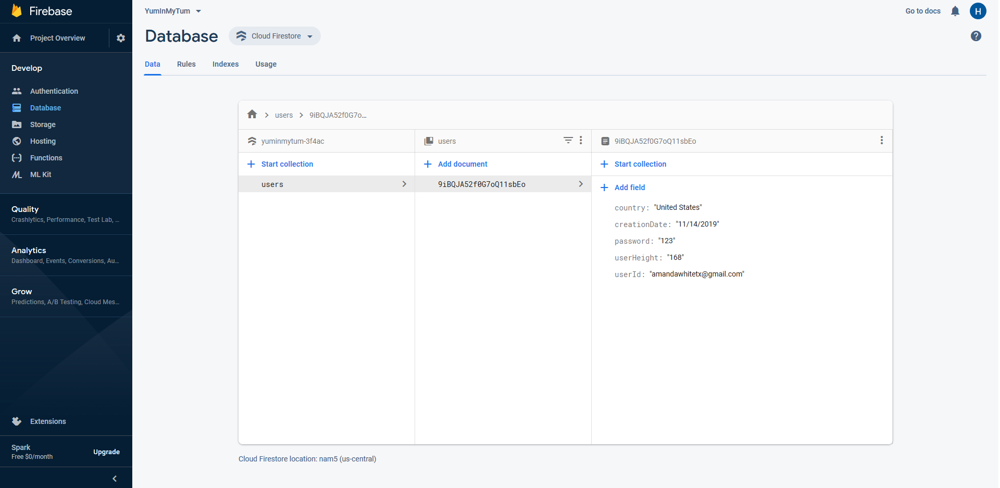 Firebase
Project Overview
Develop
Authentication
Database
Storage
Hosting
Functions
ML Kit
Quality
Crashlytics, Performance, Test Lab, ...
Analytics
Dashboard, Events, Conversions, Au...
Grow
Predictions, A/B Testing, Cloud Mes...
Extensions
Spark
Free $0/month
Upgrade
YumInMyTum
Go to docs
H
Database
Cloud Firestore
?
Data Rules Indexes Usage
users 9iBQJA52f0G7o...
yuminmytum-3f4ac
Start collection
users
users
Add document
9iBQJA52f0G7oQ11sbEo
9iBQJA52f0G7oQ11sbEo
Start collection
Add field
country: "United States"
creationDate: "11/14/2019"
password: "123"
userHeight: "168"
userId: "amandawhitetx@gmail.com"
Cloud Firestore location: nam5 (us-central)